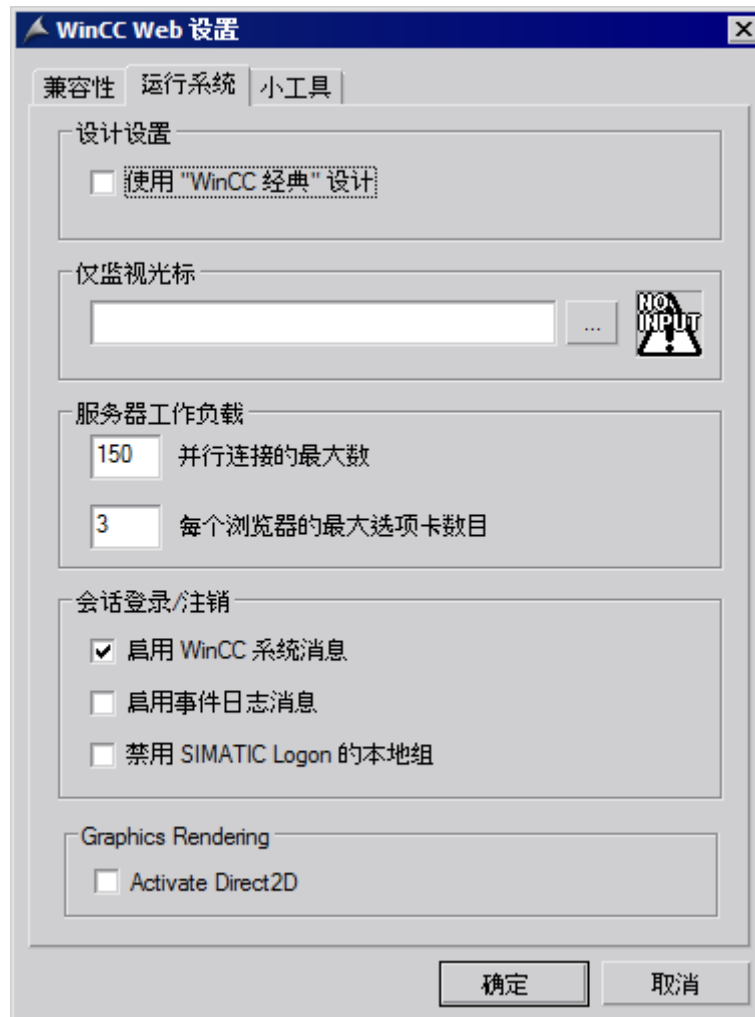 WinCC Web 设置
兼容性 运行系统 小工具
设计设置
使用 "WinCC 经典" 设计
仅监视光标
...
NO
INPUT
服务器工作负载
150 并行连接的最大数
3 每个浏览器的最大选项卡数目
会话登录/注销
启用 WinCC 系统消息
启用事件日志消息
禁用 SIMATIC Logon 的本地组
Graphics Rendering
Activate Direct2D
确定 取消